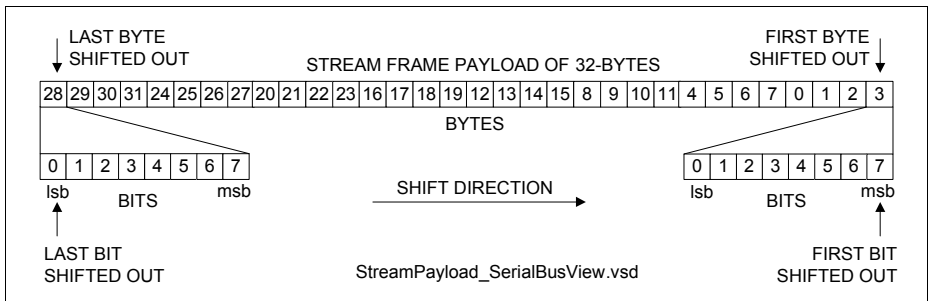 LAST BYTE
SHIFTED OUT
FIRST BYTE
SHIFTED OUT
STREAM FRAME PAYLOAD OF 32-BYTES
28 29 30 31 24 25 26 27 20 21 22 23 16 17 18 19 12 13 14 15 8 9 10 11 4 5 6 7 0 1 2 3
BYTES
0 1 2 3 4 5 6 7
lsb BITS msb
SHIFT DIRECTION
0 1 2 3 4 5 6 7
lsb BITS msb
LAST BIT
SHIFTED OUT
StreamPayload_SerialBusView.vsd
FIRST BIT
SHIFTED OUT